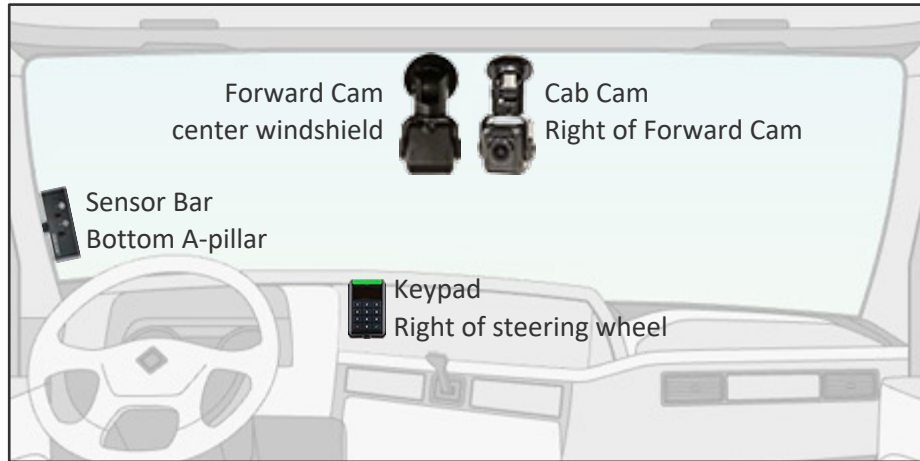 Forward Cam
center windshield
Cab Cam
Right of Forward Cam
Sensor Bar
Bottom A-pillar
Keypad
Right of steering wheel